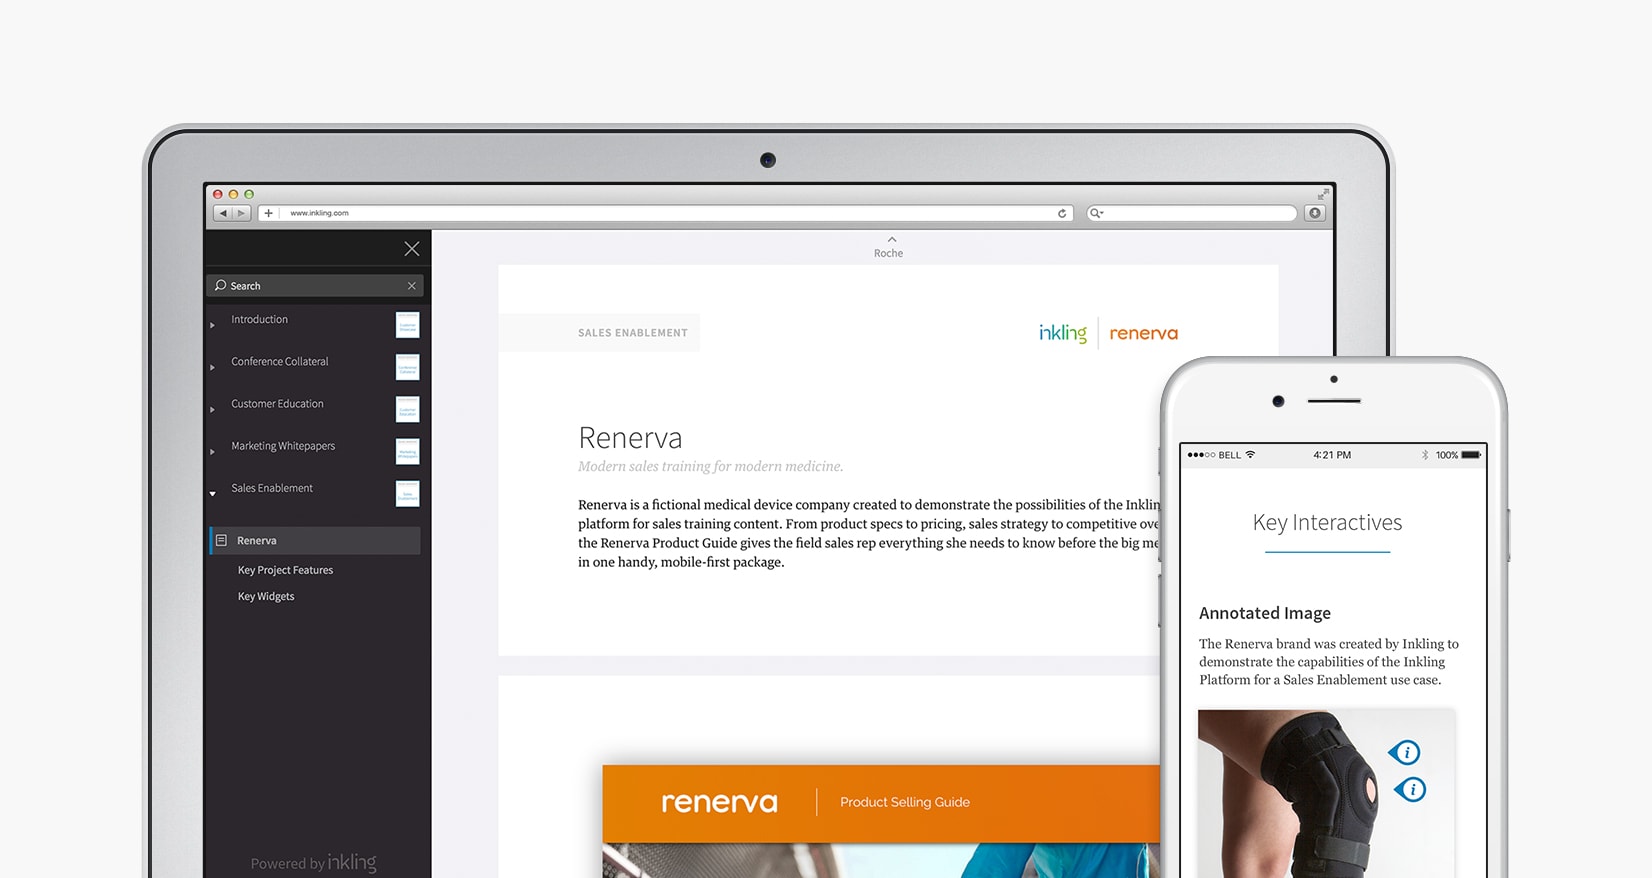 www.inkling.com
Search
Introduction
Conference Collateral
Customer Education
Marketing Whitepapers
Sales Enablement
Renerva
Key Project Features
Key Widgets
Powered by inkling
Roche
SALES ENABLEMENT
inkling | renerva
Renerva
Modern sales training for modern medicine.
Renerva is a fictional medical device company created to demonstrate the possibilities of the Inklin
platform for sales training content. From product specs to pricing, sales strategy to competitive ove
the Renerva Product Guide gives the field sales rep everything she needs to know before the big me
in one handy, mobile-first package.
renerva | Product Selling Guide
BELL 4:21 PM 100%
Key Interactives
Annotated Image
The Renerva brand was created by Inkling to
demonstrate the capabilities of the Inkling
Platform for a Sales Enablement use case.
i
i